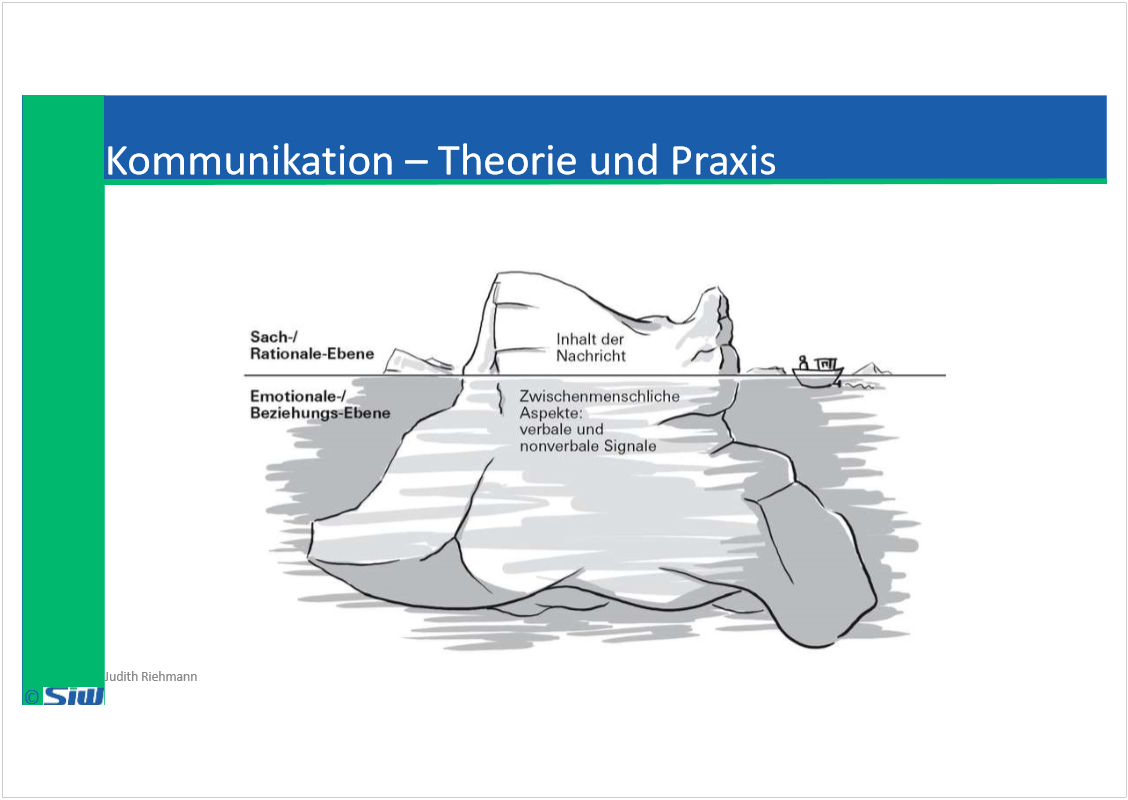 Kommunikation – Theorie und Praxis
Sach-/
Rationale-Ebene
Inhalt der
Nachricht
Emotionale-/
Beziehungs-Ebene
Zwischenmenschliche
Aspekte:
verbale und
nonverbale Signale
Judith Riehmann
© SiW